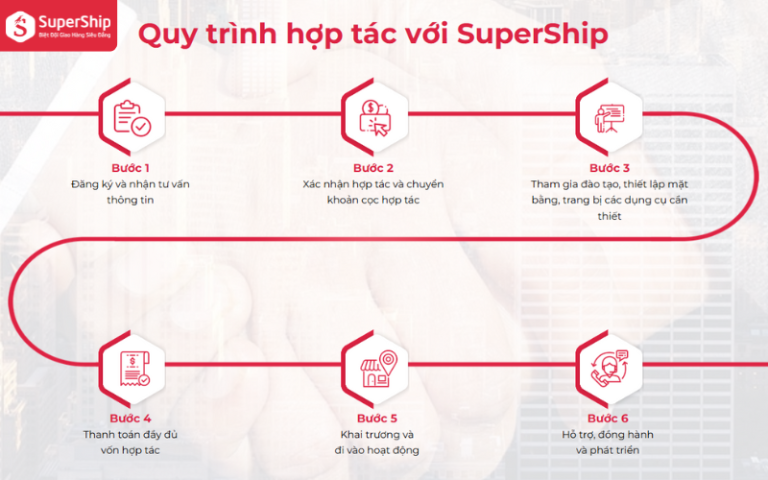 SuperShip
Biệt Đội Giao Hàng Siêu Đẳng
Quy trình hợp tác với SuperShip
Bước 1
Đăng ký và nhận tư vấn
thông tin
Bước 2
Xác nhận hợp tác và chuyển
khoản cọc hợp tác
Bước 3
Tham gia đào tạo, thiết lập mặt
bằng, trang bị các dụng cụ cần
thiết
Bước 4
Thanh toán đầy đủ
vốn hợp tác
Bước 5
Khai trương và
đi vào hoạt động
Bước 6
Hỗ trợ, đồng hành
và phát triển